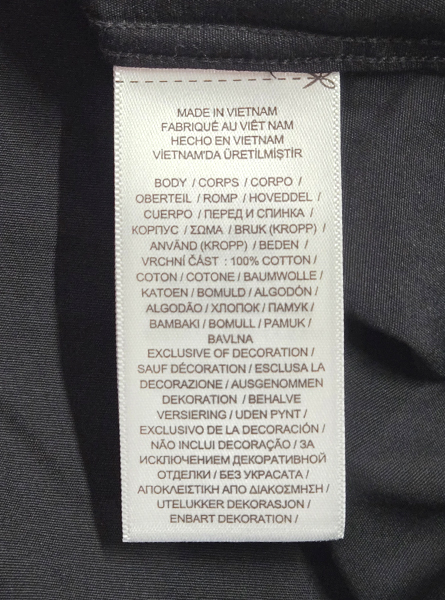 MADE IN VIETNAM
FABRIQUÉ AU VIÊT NAM
HECHO EN VIETNAM
VİETNAM'DA ÜRETİLMİŞTİR
BODY / CORPS / CORPO /
OBERTEIL / ROMP / HOVEDDEL /
CUERPO / ПЕРЕД И СПИНКА /
КОРПУС / ΣΩΜΑ / BRUK (KROPP) /
ANVÄND (KROPP) / BEDEN /
VRCHNÍ ČÁST : 100% COTTON /
COTON / COTONE / BAUMWOLLE /
KATOEN / BOMULD / ALGODÓN /
ALGODÃO / ХЛОПОК / ПАМУК /
BAMBAKI / BOMULL / PAMUK /
BAVLNA
EXCLUSIVE OF DECORATION /
SAUF DÉCORATION / ESCLUSA LA
DECORAZIONE / AUSGENOMMEN
DEKORATION / BEHALVE
VERSIERING / UDEN PYNT /
EXCLUSIVO DE LA DECORACIÓN /
NÃO INCLUI DECORAÇÃO / ЗА
ИСКЛЮЧЕНИЕМ ДЕКОРАТИВНОЙ
ОТДЕЛКИ / БЕЗ УКРАСАТА /
ΑΠΟΚΛΕΙΣΤΙΚΗ ΑΠΟ ΔΙΑΚΟΣΜΗΣΗ /
UTELUKKER DEKORASJON /
ENBART DEKORATION /